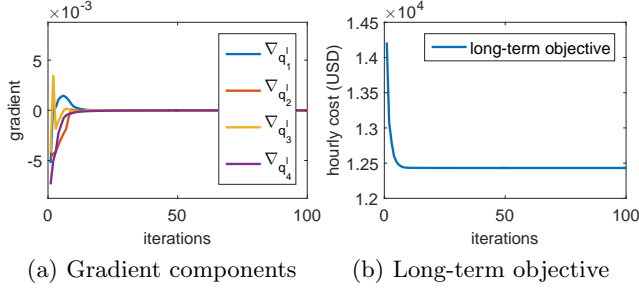 ×10⁻³
5
0
-5
gradient
∇q₁ˡ
∇q₂ˡ
∇q₃ˡ
∇q₄ˡ
0 50 100
iterations
(a) Gradient components
×10⁴
1.45
1.4
1.35
1.3
1.25
1.2
hourly cost (USD)
long-term objective
0 50 100
iterations
(b) Long-term objective